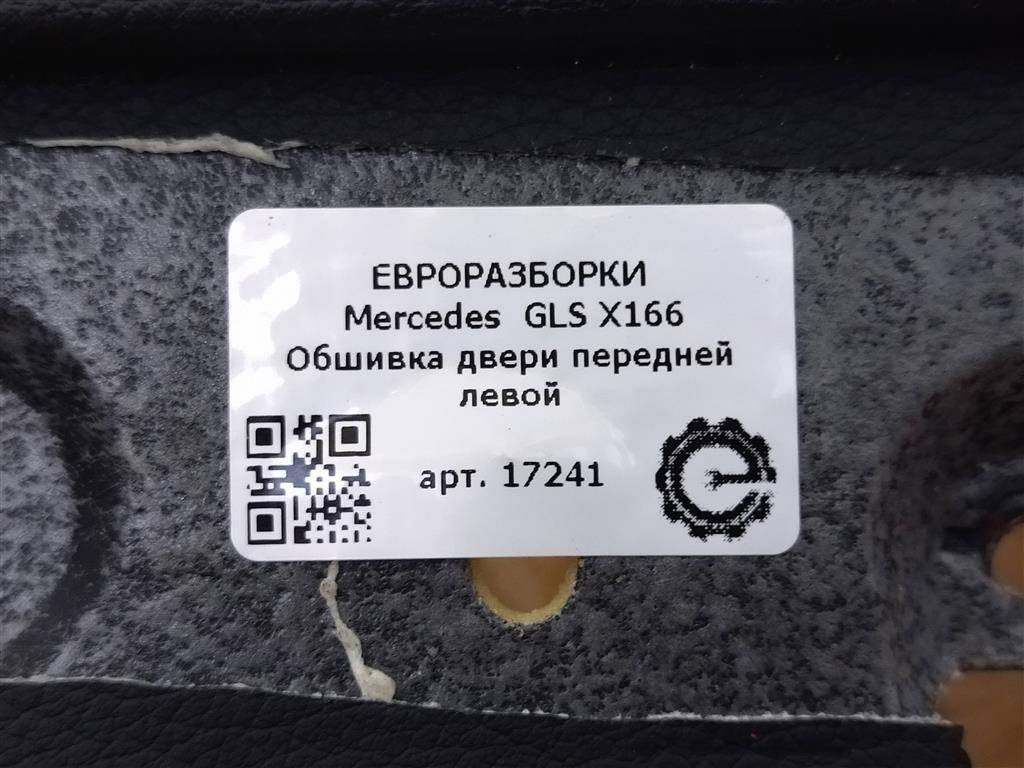 ЕВРОРАЗБОРКИ
Mercedes GLS X166
Обшивка двери передней
левой
арт. 17241